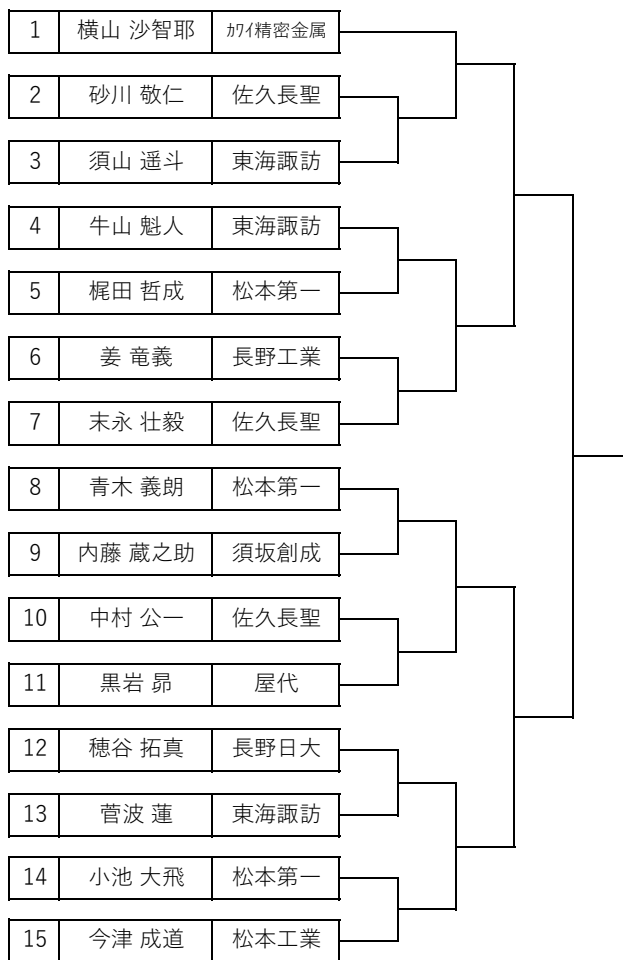 1 横山 沙智耶 ｶﾜｲ精密金属
2 砂川 敬仁 佐久長聖
3 須山 遥斗 東海諏訪
4 牛山 魁人 東海諏訪
5 梶田 哲成 松本第一
6 姜 竜義 長野工業
7 末永 壮毅 佐久長聖
8 青木 義朗 松本第一
9 内藤 蔵之助 須坂創成
10 中村 公一 佐久長聖
11 黒岩 昴 屋代
12 穂谷 拓真 長野日大
13 菅波 蓮 東海諏訪
14 小池 大飛 松本第一
15 今津 成道 松本工業